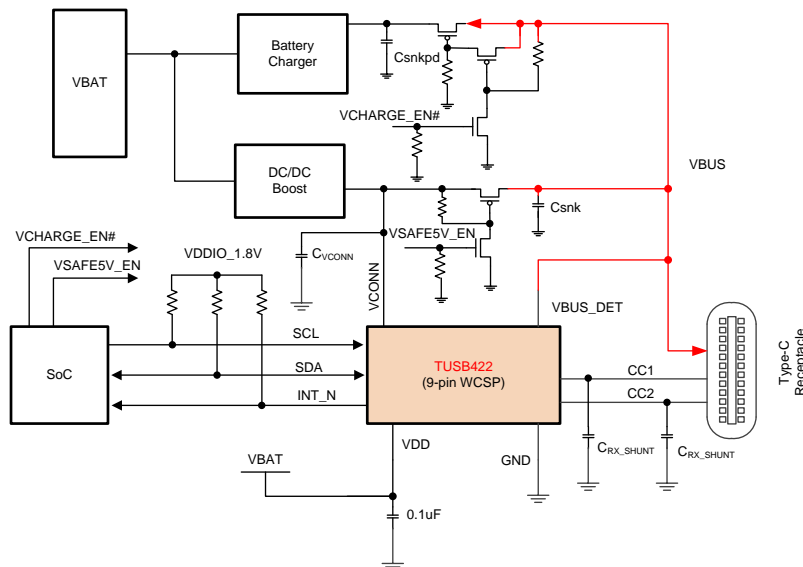 Battery
Charger
Csnkpd
VBAT
VCHARGE_EN#
DC/DC
Boost
VBUS
Csnk
VSAFE5V_EN
VCHARGE_EN#
VSAFE5V_EN
VDDIO_1.8V
CVCONN
VCONN
VBUS_DET
SoC
SCL
SDA
INT_N
TUSB422
(9-pin WCSP)
CC1
CC2
Type-C
Receptacle
VDD
GND
CRX_SHUNT
CRX_SHUNT
VBAT
0.1uF